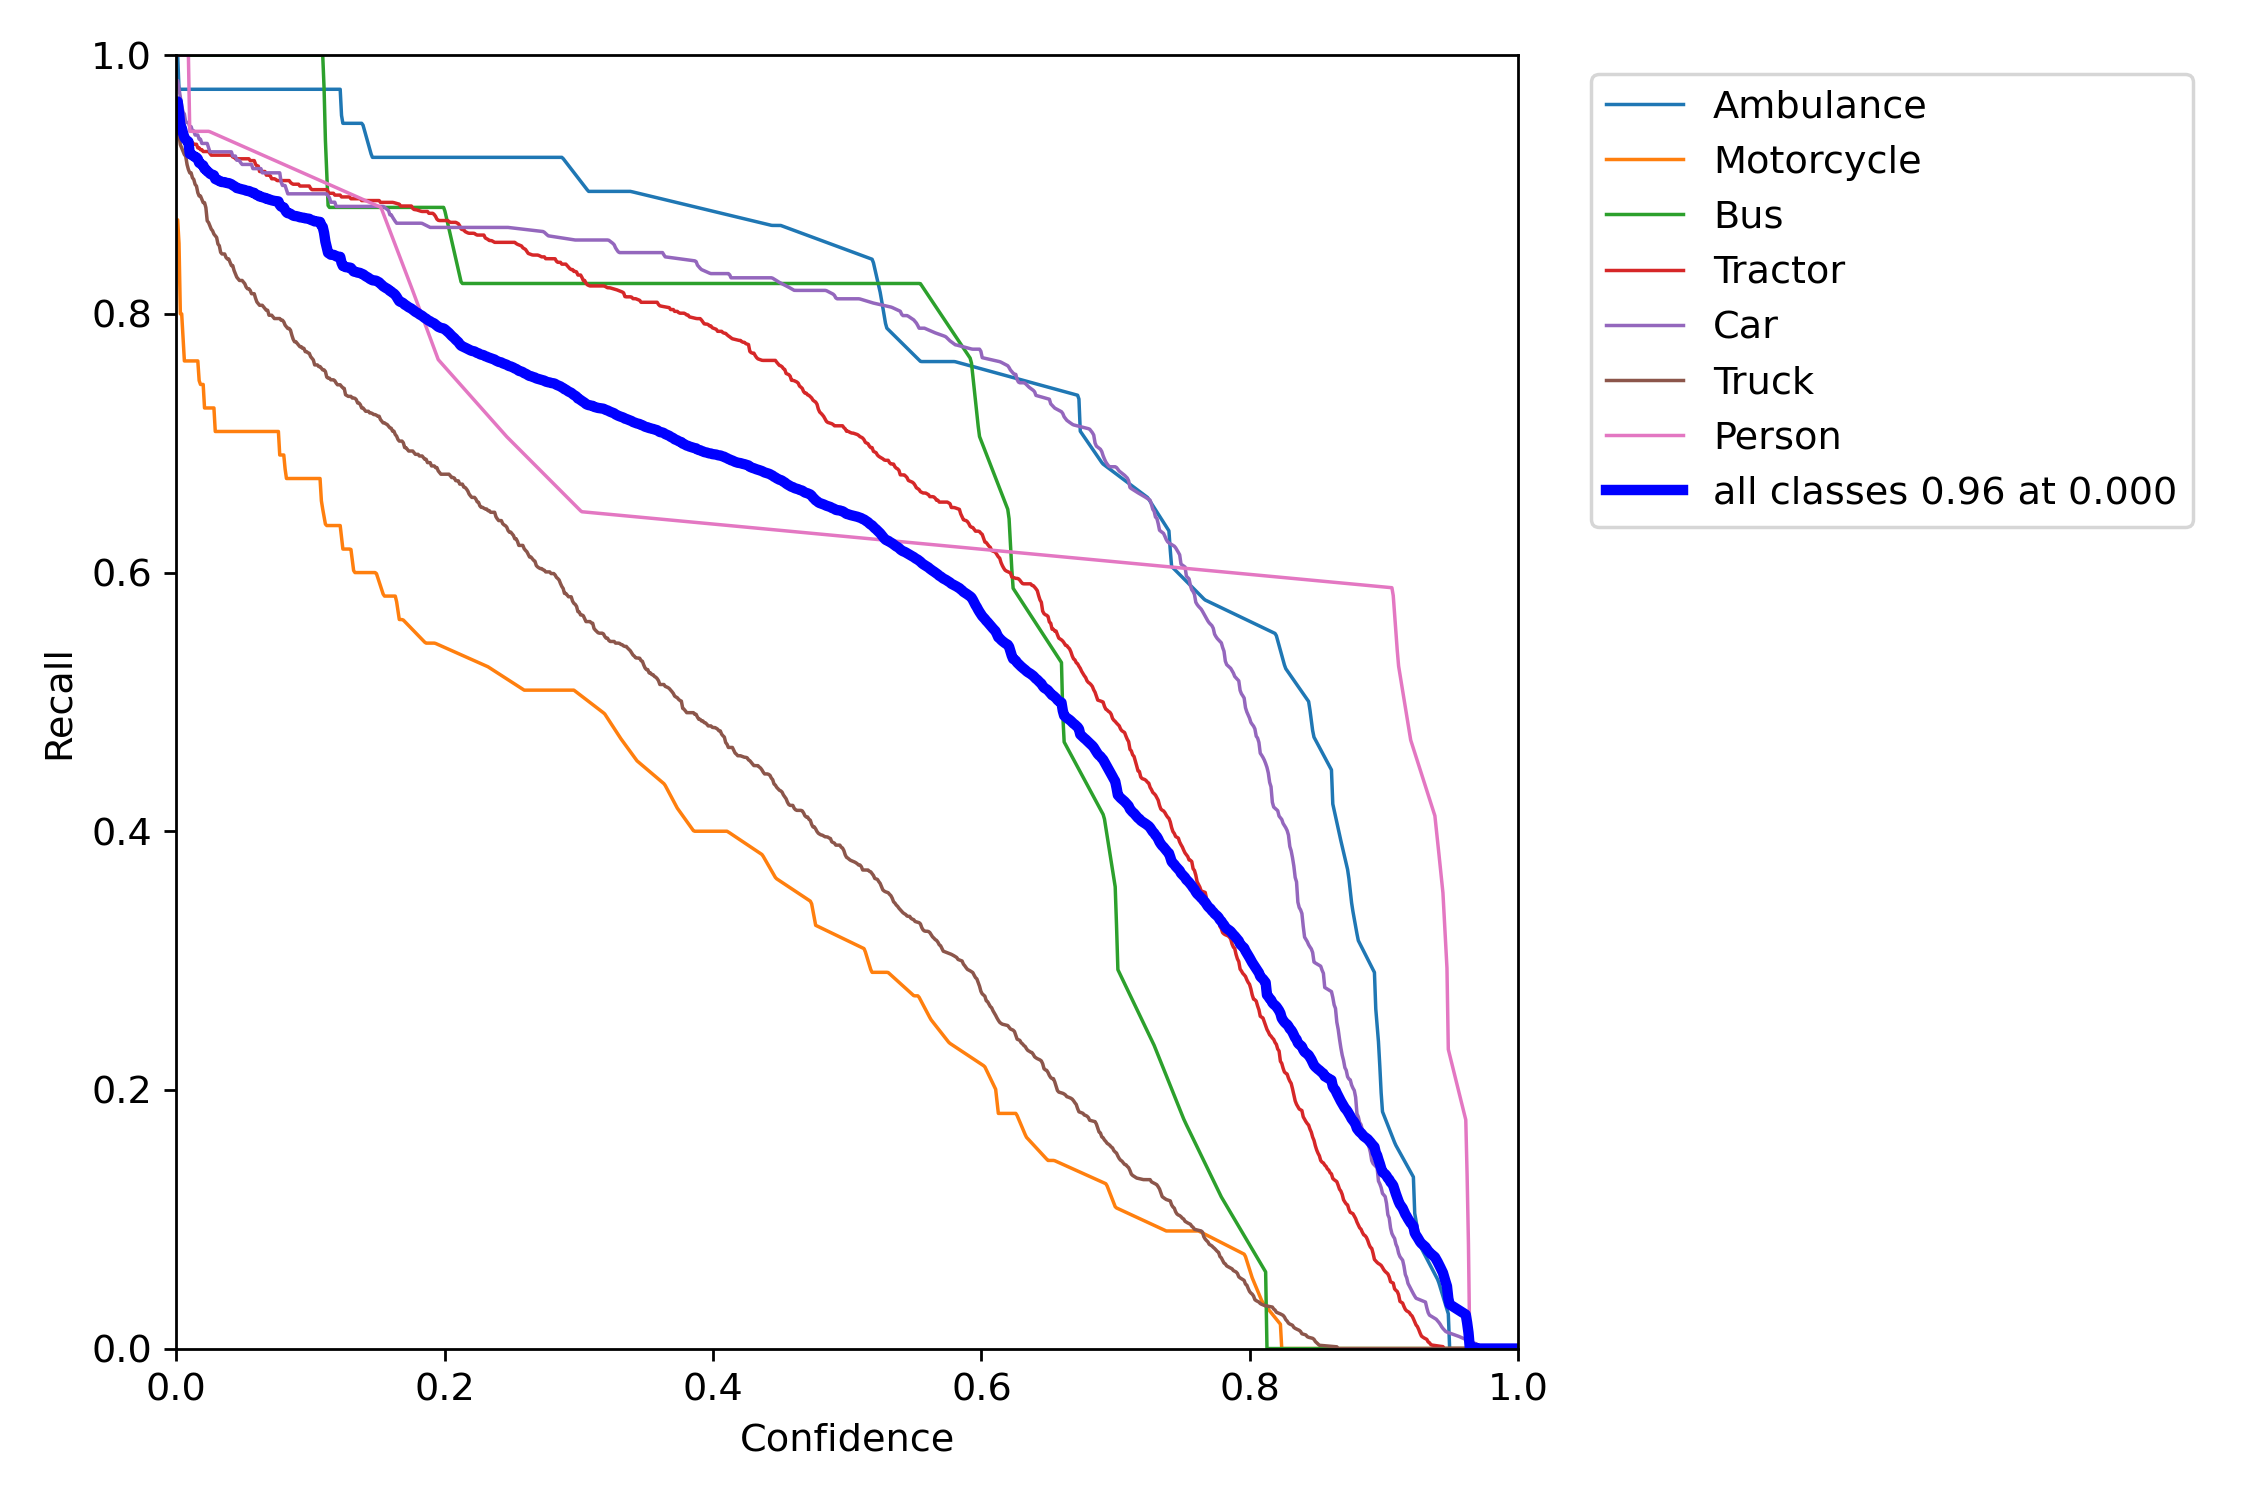 1.0
0.8
0.6
0.4
0.2
0.0
0.0 0.2 0.4 0.6 0.8 1.0
Recall
Confidence
Ambulance
Motorcycle
Bus
Tractor
Car
Truck
Person
all classes 0.96 at 0.000